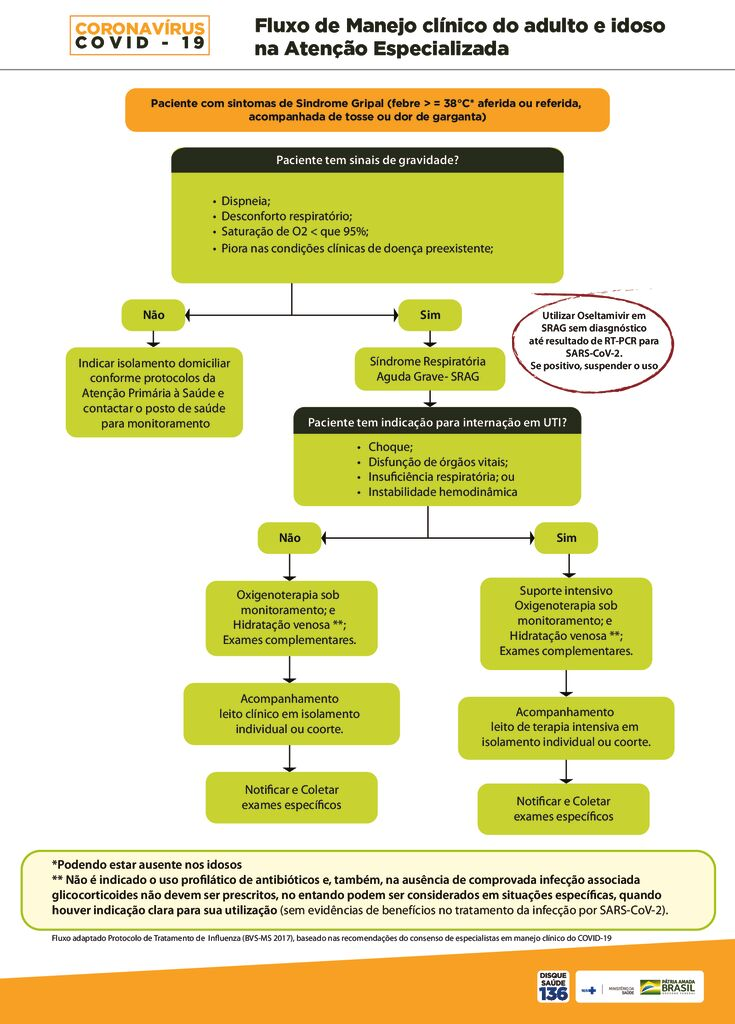 CORONAVÍRUS
COVID - 19
Fluxo de Manejo clínico do adulto e idoso
na Atenção Especializada
Paciente com sintomas de Sindrome Gripal (febre > = 38°C* aferida ou referida,
acompanhada de tosse ou dor de garganta)
Paciente tem sinais de gravidade?
• Dispneia;
• Desconforto respiratório;
• Saturação de O2 < que 95%;
• Piora nas condições clínicas de doença preexistente;
Não
Sim
Utilizar Oseltamivir em
SRAG sem diasgnóstico
até resultado de RT-PCR para
SARS-CoV-2.
Se positivo, suspender o uso
Indicar isolamento domiciliar
conforme protocolos da
Atenção Primária à Saúde e
contactar o posto de saúde
para monitoramento
Síndrome Respiratória
Aguda Grave- SRAG
Paciente tem indicação para internação em UTI?
• Choque;
• Disfunção de órgãos vitais;
• Insuficiência respiratória; ou
• Instabilidade hemodinâmica
Não
Sim
Oxigenoterapia sob
monitoramento; e
Hidratação venosa **;
Exames complementares.
Suporte intensivo
Oxigenoterapia sob
monitoramento; e
Hidratação venosa **;
Exames complementares.
Acompanhamento
leito clínico em isolamento
individual ou coorte.
Acompanhamento
leito de terapia intensiva em
isolamento individual ou coorte.
Notificar e Coletar
exames específicos
Notificar e Coletar
exames específicos
*Podendo estar ausente nos idosos
** Não é indicado o uso profilático de antibióticos e, também, na ausência de comprovada infecção associada
glicocorticoides não devem ser prescritos, no entando podem ser considerados em situações específicas, quando
houver indicação clara para sua utilização (sem evidências de benefícios no tratamento da infecção por SARS-CoV-2).
Fluxo adaptado Protocolo de Tratamento de Influenza (BVS-MS 2017), baseado nas recomendações do consenso de especialistas em manejo clínico do COVID-19
DISQUE
SAÚDE
136
SUS
MINISTÉRIO DA
SAÚDE
PÁTRIA AMADA
BRASIL